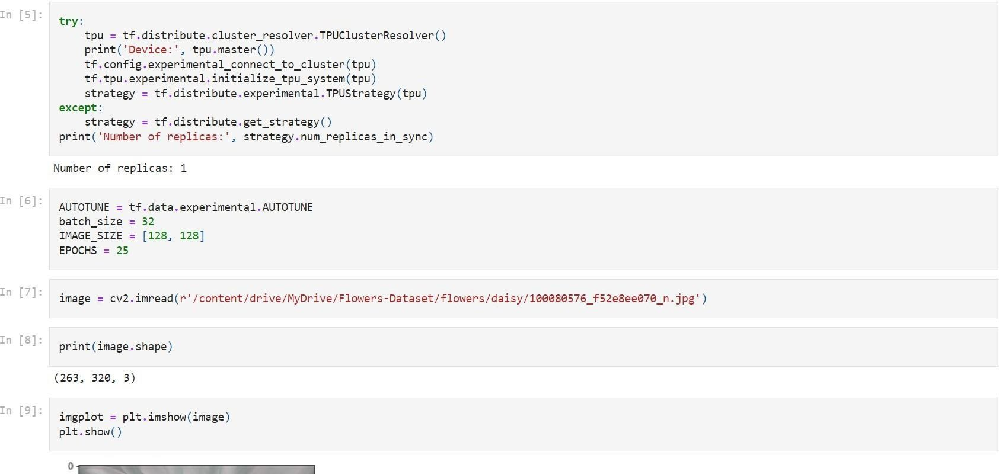 In [5]:
try:
    tpu = tf.distribute.cluster_resolver.TPUClusterResolver()
    print('Device:', tpu.master())
    tf.config.experimental_connect_to_cluster(tpu)
    tf.tpu.experimental.initialize_tpu_system(tpu)
    strategy = tf.distribute.experimental.TPUStrategy(tpu)
except:
    strategy = tf.distribute.get_strategy()
print('Number of replicas:', strategy.num_replicas_in_sync)
Number of replicas: 1
In [6]:
AUTOTUNE = tf.data.experimental.AUTOTUNE
batch_size = 32
IMAGE_SIZE = [128, 128]
EPOCHS = 25
In [7]:
image = cv2.imread(r'/content/drive/MyDrive/Flowers-Dataset/flowers/daisy/100080576_f52e8ee070_n.jpg')
In [8]:
print(image.shape)
(263, 320, 3)
In [9]:
imgplot = plt.imshow(image)
plt.show()
0